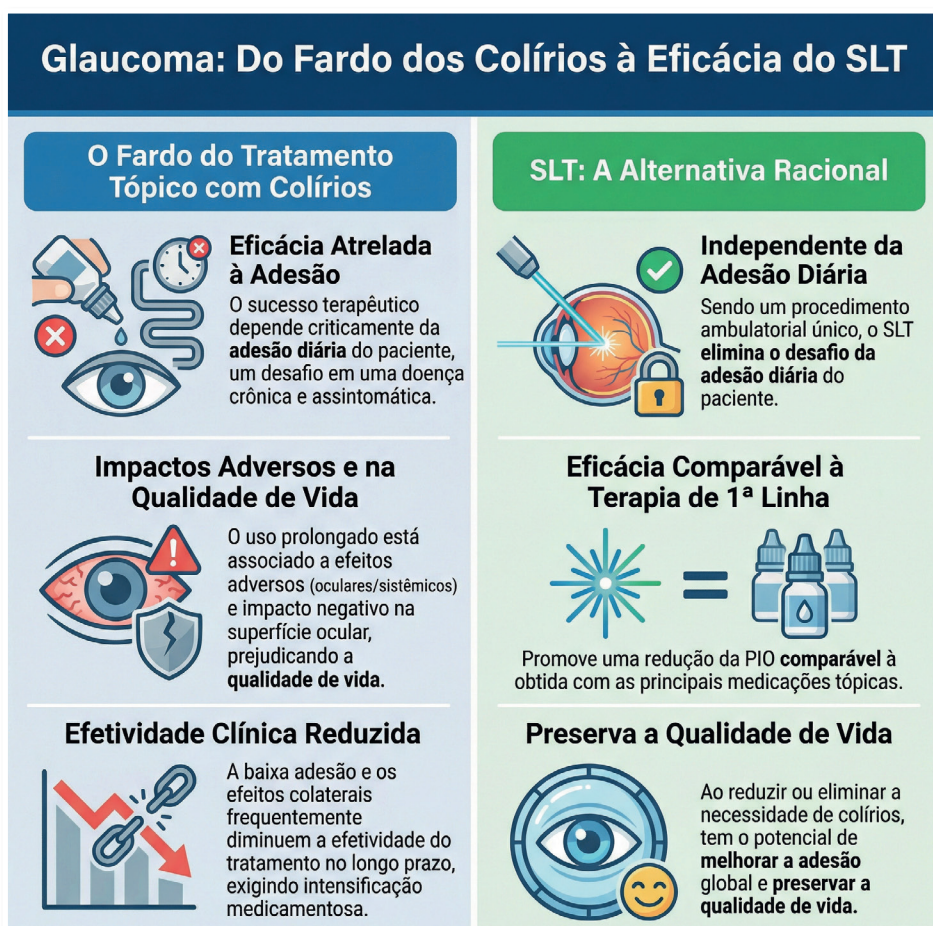 Glaucoma: Do Fardo dos Colírios à Eficácia do SLT
O Fardo do Tratamento
Tópico com Colírios
Eficácia Atrelada
à Adesão
O sucesso terapêutico
depende criticamente da
adesão diária do paciente,
um desafio em uma doença
crônica e assintomática.
Impactos Adversos e na
Qualidade de Vida
O uso prolongado está
associado a efeitos
adversos (oculares/sistêmicos)
e impacto negativo na
superfície ocular,
prejudicando a
qualidade de vida.
Efetividade Clínica Reduzida
A baixa adesão e os
efeitos colaterais
frequentemente
diminuem a efetividade do
tratamento no longo prazo,
exigindo intensificação
medicamentosa.
SLT: A Alternativa Racional
Independente da
Adesão Diária
Sendo um procedimento
ambulatorial único, o SLT
elimina o desafio da
adesão diária do
paciente.
Eficácia Comparável à
Terapia de 1ª Linha
Promove uma redução da PIO comparável à
obtida com as principais medicações tópicas.
Preserva a Qualidade de Vida
Ao reduzir ou eliminar a
necessidade de colírios,
tem o potencial de
melhorar a adesão
global e preservar a
qualidade de vida.